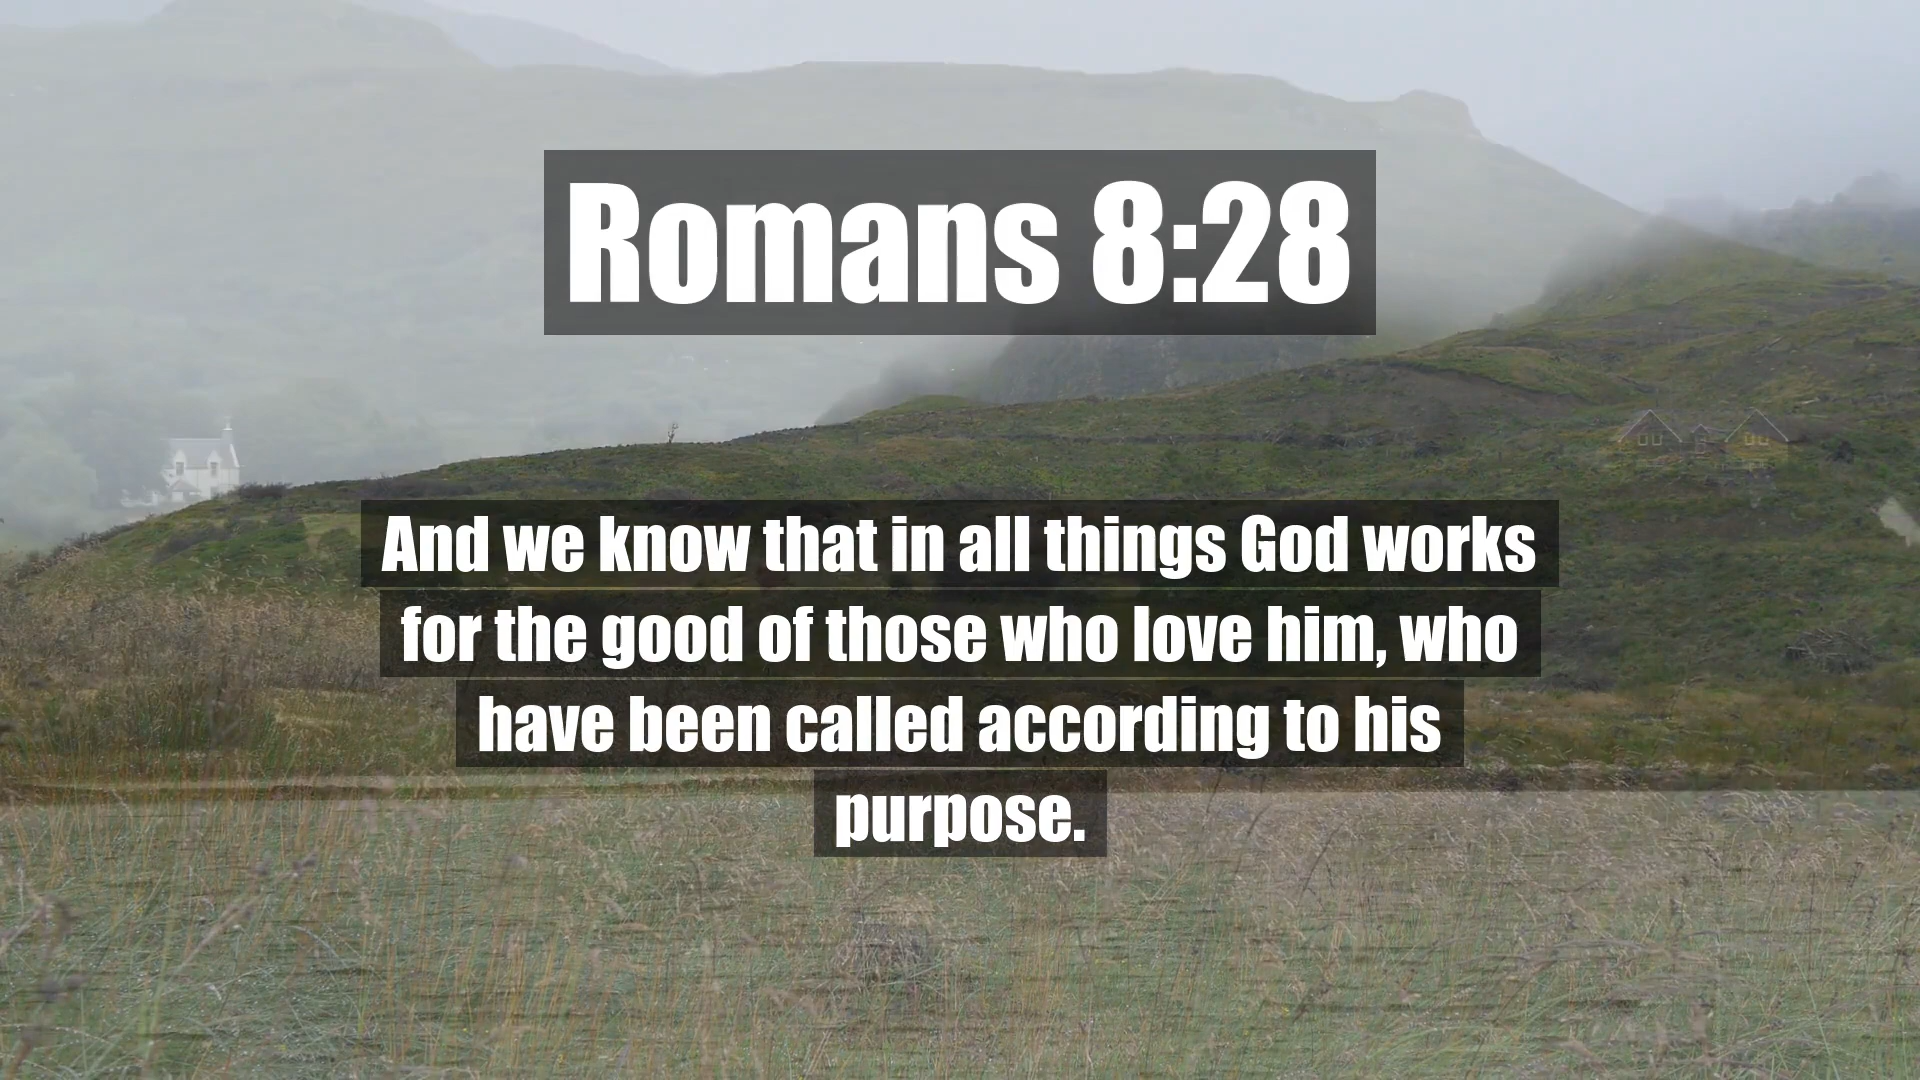 Romans 8:28
And we know that in all things God works
for the good of those who love him, who
have been called according to his
purpose.